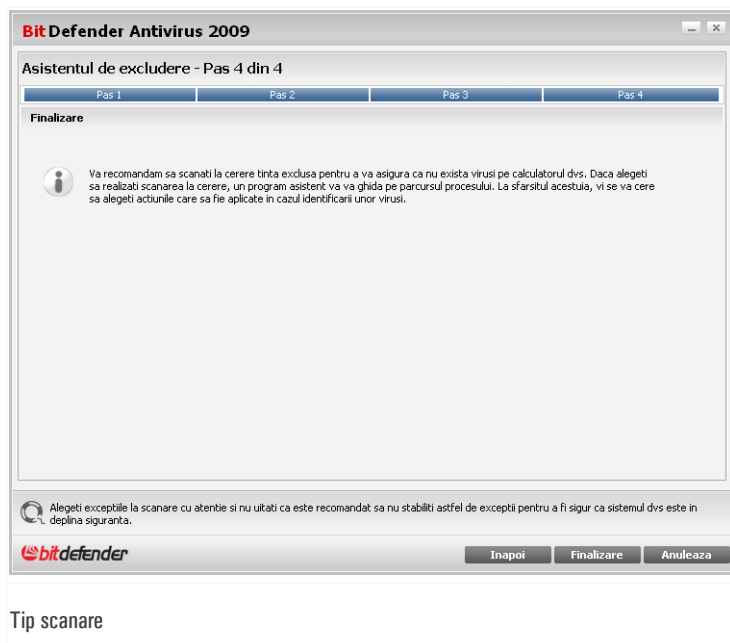 BitDefender Antivirus 2009
Asistentul de excludere - Pas 4 din 4
Pas 1 Pas 2 Pas 3 Pas 4
Finalizare
Va recomandam sa scanati la cerere tinta exclusa pentru a va asigura ca nu exista virusi pe calculatorul dvs. Daca alegeti
sa realizati scanarea la cerere, un program asistent va va ghida pe parcursul procesului. La sfarsitul acestuia, vi se va cere
sa alegeti actiunile care sa fie aplicate in cazul identificarii unor virusi.
Alegeti exceptiile la scanare cu atentie si nu uitati ca este recomandat sa nu stabiliti astfel de exceptii pentru a fi sigur ca sistemul dvs este in
deplina siguranta.
bitdefender
Inapoi Finalizare Anuleaza
Tip scanare